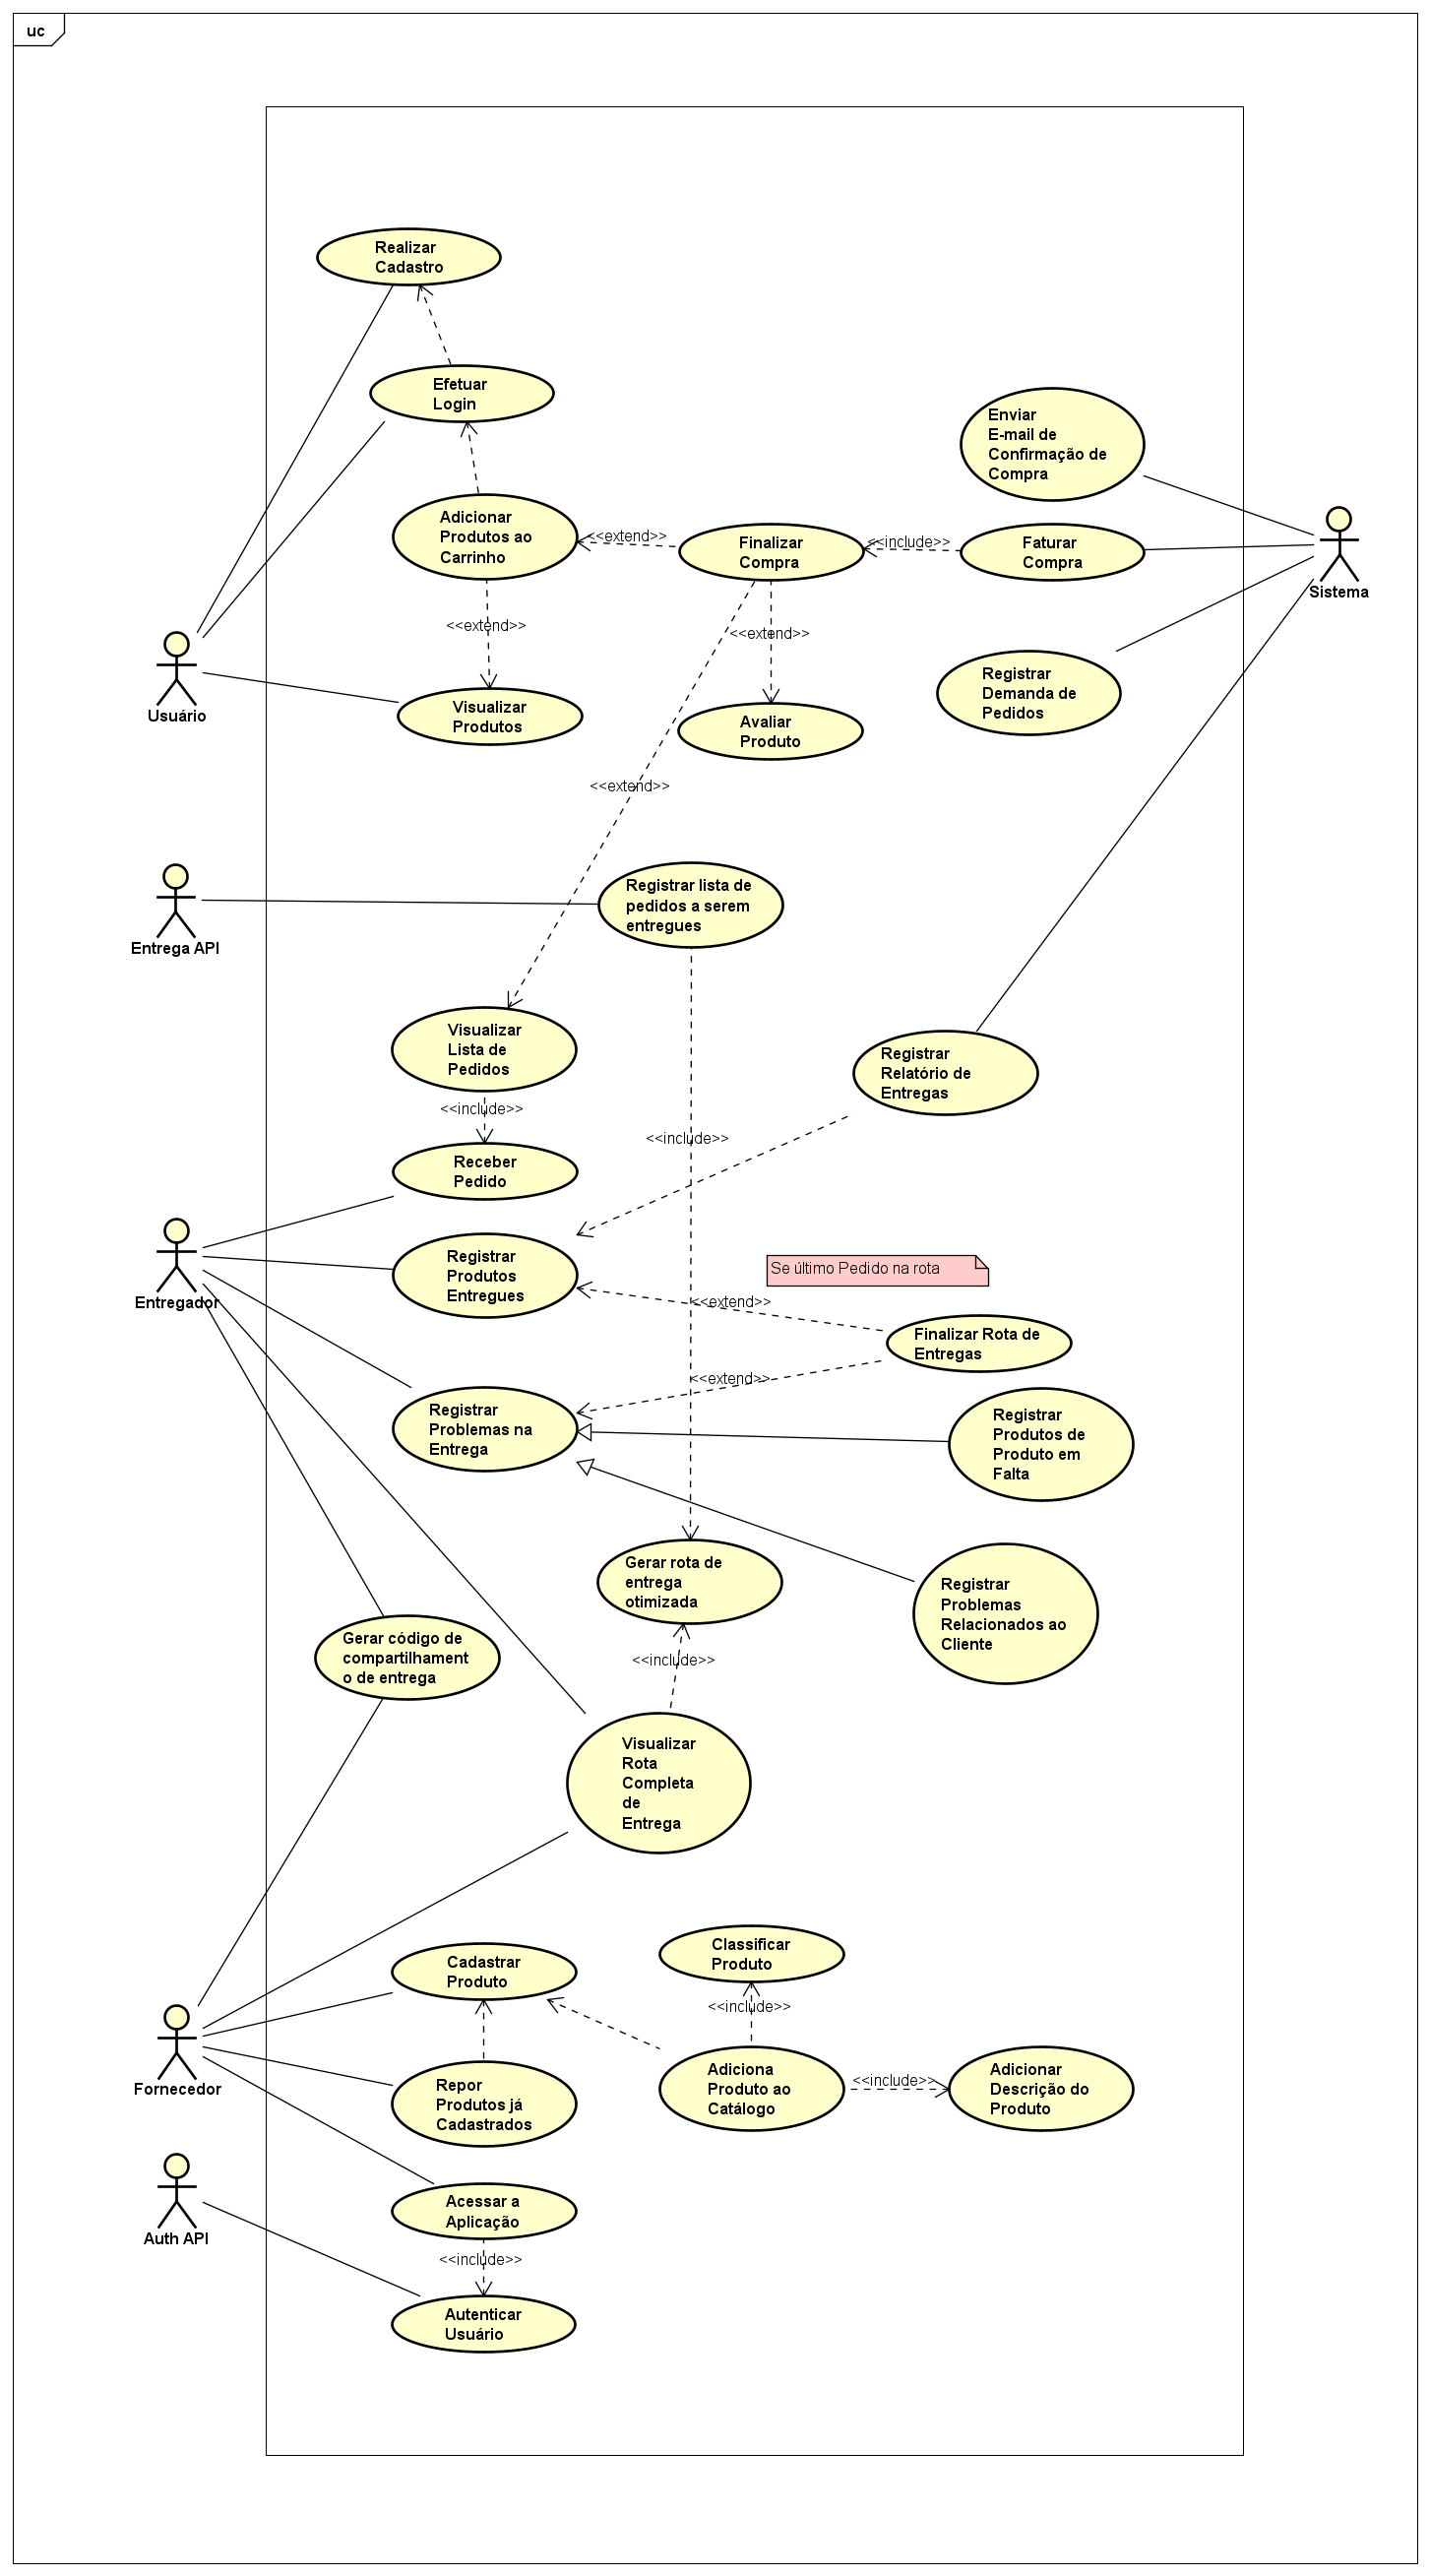 uc
Realizar
Cadastro
Efetuar
Login
Enviar
E-mail de
Confirmação de
Compra
Adicionar
Produtos ao
Carrinho
<<extend>>
Finalizar
Compra
<<include>>
Faturar
Compra
Sistema
<<extend>>
<<extend>>
Registrar
Demanda de
Pedidos
Usuário
Visualizar
Produtos
Avaliar
Produto
<<extend>>
Entrega API
Registrar lista de
pedidos a serem
entregues
Visualizar
Lista de
Pedidos
Registrar
Relatório de
Entregas
<<include>>
<<include>>
Receber
Pedido
Entregador
Registrar
Produtos
Entregues
Se último Pedido na rota
<<extend>>
Finalizar Rota de
Entregas
<<extend>>
Registrar
Problemas na
Entrega
Registrar
Produtos de
Produto em
Falta
Gerar rota de
entrega
otimizada
Registrar
Problemas
Relacionados ao
Cliente
Gerar código de
compartilhament
o de entrega
<<include>>
Visualizar
Rota
Completa
de
Entrega
Cadastrar
Produto
Classificar
Produto
<<include>>
Fornecedor
Repor
Produtos já
Cadastrados
Adiciona
Produto ao
Catálogo
<<include>>
Adicionar
Descrição do
Produto
Auth API
Acessar a
Aplicação
<<include>>
Autenticar
Usuário